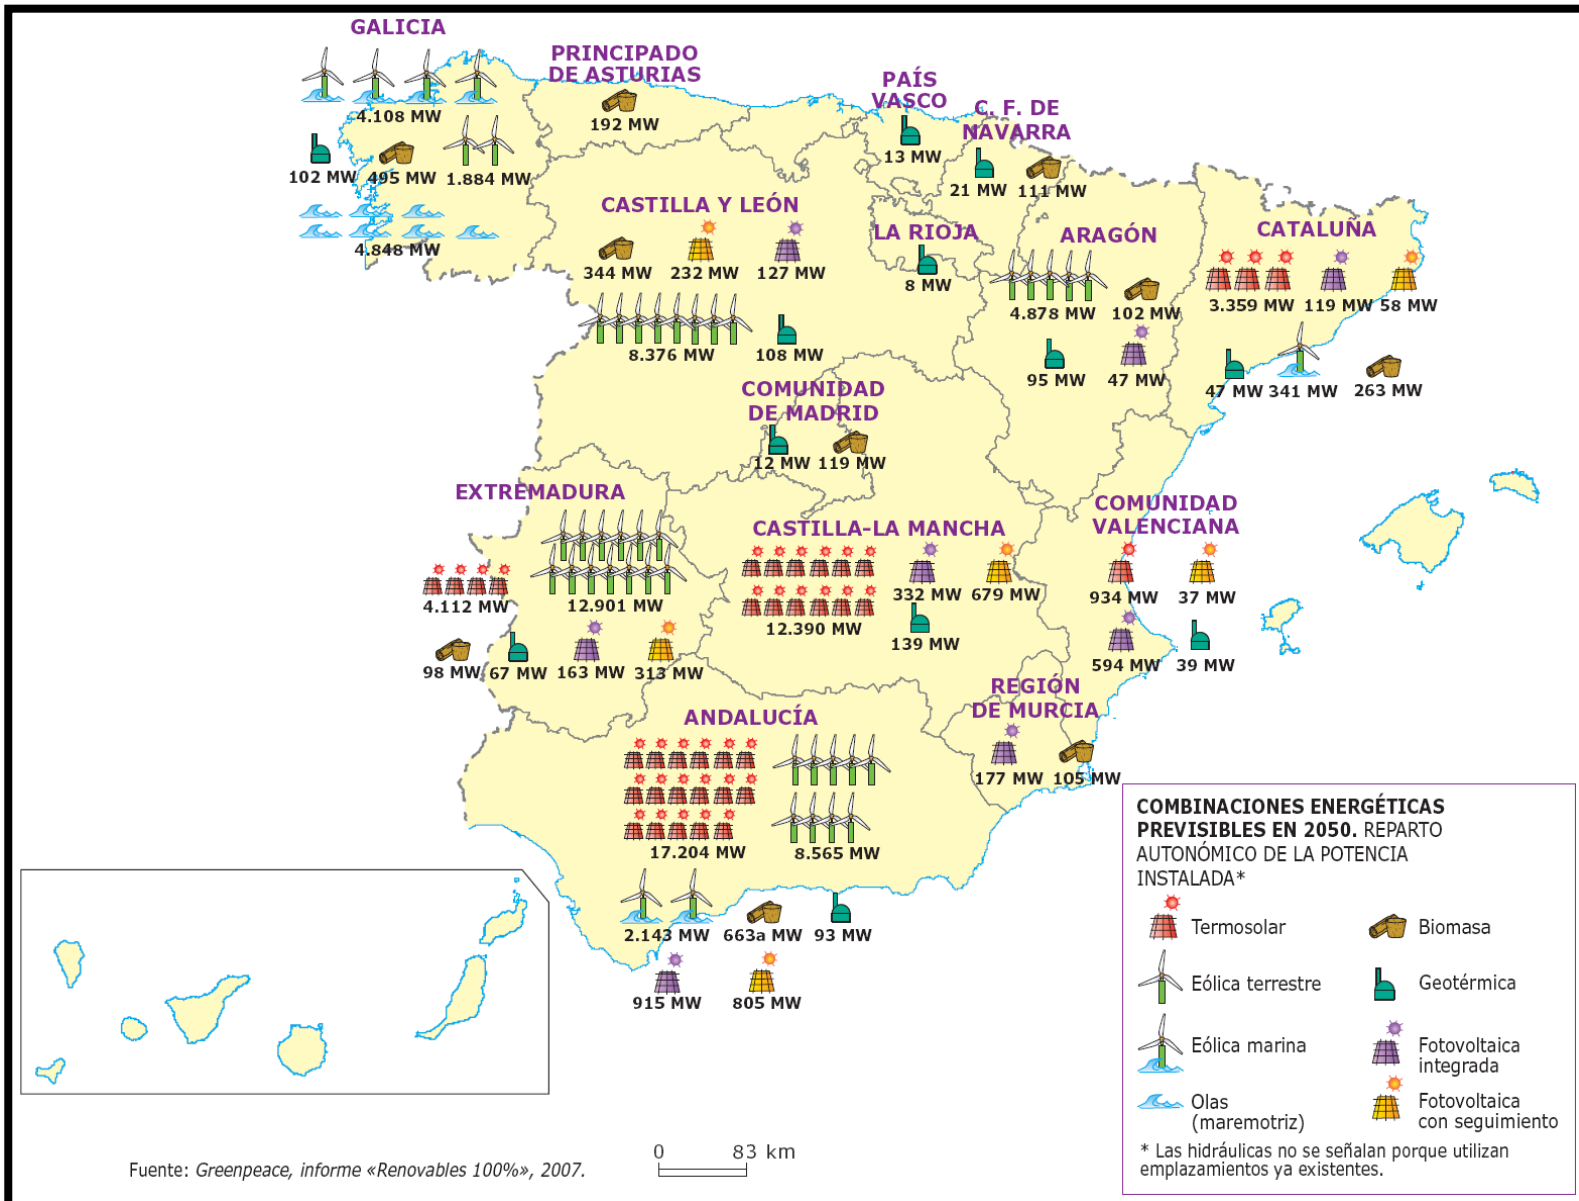 GALICIA
4.108 MW
102 MW
495 MW
1.884 MW
4.848 MW
PRINCIPADO
DE ASTURIAS
192 MW
PAÍS
VASCO
13 MW
C. F. DE
NAVARRA
21 MW
111 MW
CASTILLA Y LEÓN
344 MW
232 MW
127 MW
8.376 MW
108 MW
LA RIOJA
8 MW
ARAGÓN
4.878 MW
102 MW
95 MW
47 MW
CATALUÑA
3.359 MW
119 MW
58 MW
47 MW
341 MW
263 MW
COMUNIDAD
DE MADRID
12 MW
119 MW
EXTREMADURA
12.901 MW
4.112 MW
98 MW
67 MW
163 MW
313 MW
CASTILLA-LA MANCHA
332 MW
679 MW
12.390 MW
139 MW
COMUNIDAD
VALENCIANA
934 MW
37 MW
594 MW
39 MW
REGIÓN
DE MURCIA
177 MW
105 MW
ANDALUCÍA
17.204 MW
8.565 MW
2.143 MW
663a MW
93 MW
915 MW
805 MW
COMBINACIONES ENERGÉTICAS
PREVISIBLES EN 2050. REPARTO
AUTONÓMICO DE LA POTENCIA
INSTALADA*
Termosolar
Biomasa
Eólica terrestre
Geotérmica
Eólica marina
Fotovoltaica
integrada
Olas
(maremotriz)
Fotovoltaica
con seguimiento
* Las hidráulicas no se señalan porque utilizan
emplazamientos ya existentes.
0 83 km
Fuente: Greenpeace, informe «Renovables 100%», 2007.